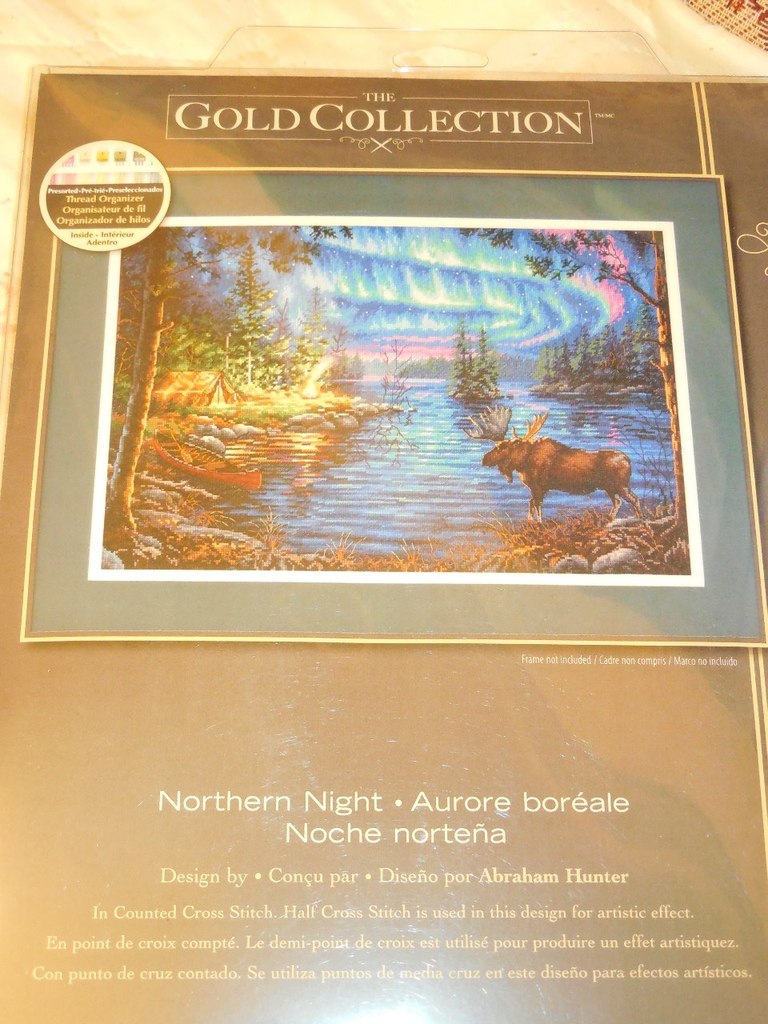 THE
GOLD COLLECTION ™/MC
Presorted • Pré-trié • Preseleccionados
Thread Organizer
Organisateur de fil
Organizador de hilos
Inside - Intérieur
Adentro
Frame not included / Cadre non compris / Marco no incluido
Northern Night • Aurore boréale
Noche norteña
Design by • Conçu par • Diseño por Abraham Hunter
In Counted Cross Stitch. Half Cross Stitch is used in this design for artistic effect.
En point de croix compté. Le demi-point de croix est utilisé pour produire un effet artistiquez.
Con punto de cruz contado. Se utiliza puntos de media cruz en este diseño para efectos artísticos.